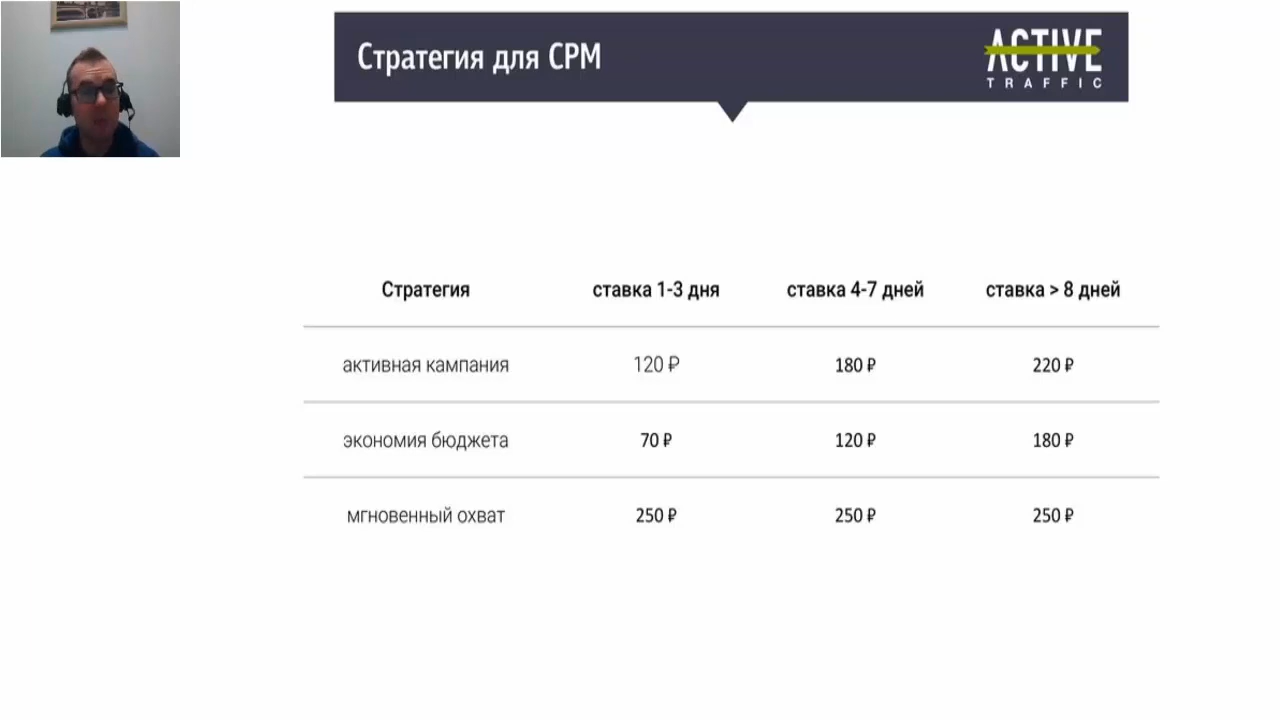 Стратегия для CPM
ACTIVE
TRAFFIC
Стратегия ставка 1-3 дня ставка 4-7 дней ставка > 8 дней
активная кампания 120 ₽ 180 ₽ 220 ₽
экономия бюджета 70 ₽ 120 ₽ 180 ₽
мгновенный охват 250 ₽ 250 ₽ 250 ₽